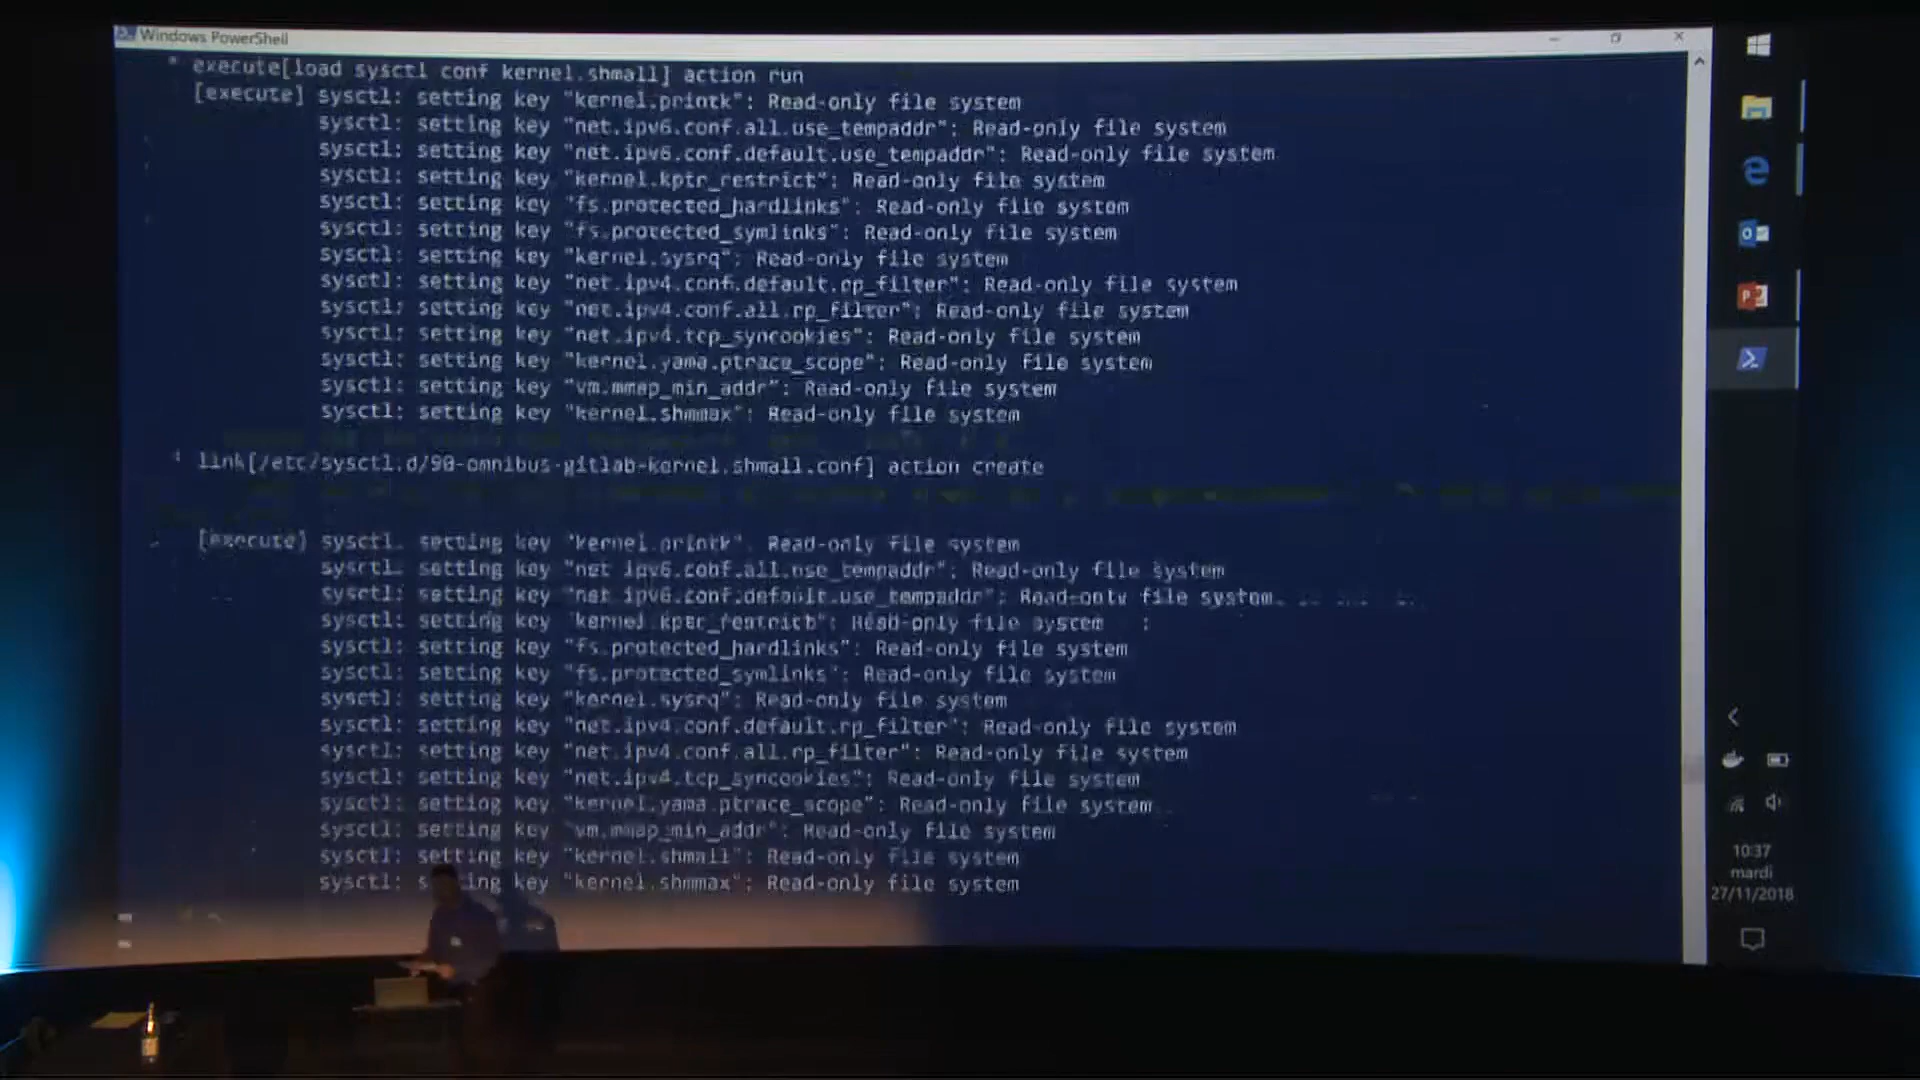 Windows PowerShell
* execute[load sysctl conf kernel.shmall] action run
[execute] sysctl: setting key "kernel.printk": Read-only file system
sysctl: setting key "net.ipv6.conf.all.use_tempaddr": Read-only file system
sysctl: setting key "net.ipv6.conf.default.use_tempaddr": Read-only file system
sysctl: setting key "kernel.kptr_restrict": Read-only file system
sysctl: setting key "fs.protected_hardlinks": Read-only file system
sysctl: setting key "fs.protected_symlinks": Read-only file system
sysctl: setting key "kernel.sysrq": Read-only file system
sysctl: setting key "net.ipv4.conf.default.rp_filter": Read-only file system
sysctl: setting key "net.ipv4.conf.all.rp_filter": Read-only file system
sysctl: setting key "net.ipv4.tcp_syncookies": Read-only file system
sysctl: setting key "kernel.yama.ptrace_scope": Read-only file system
sysctl: setting key "vm.mmap_min_addr": Read-only file system
sysctl: setting key "kernel.shmmax": Read-only file system
* link[/etc/sysctl.d/90-omnibus-gitlab-kernel.shmall.conf] action create
[execute] sysctl: setting key "kernel.printk": Read-only file system
sysctl: setting key "net.ipv6.conf.all.use_tempaddr": Read-only file system
sysctl: setting key "net.ipv6.conf.default.use_tempaddr": Read-only file system
sysctl: setting key "kernel.kptr_restrict": Read-only file system
sysctl: setting key "fs.protected_hardlinks": Read-only file system
sysctl: setting key "fs.protected_symlinks": Read-only file system
sysctl: setting key "kernel.sysrq": Read-only file system
sysctl: setting key "net.ipv4.conf.default.rp_filter": Read-only file system
sysctl: setting key "net.ipv4.conf.all.rp_filter": Read-only file system
sysctl: setting key "net.ipv4.tcp_syncookies": Read-only file system
sysctl: setting key "kernel.yama.ptrace_scope": Read-only file system
sysctl: setting key "vm.mmap_min_addr": Read-only file system
sysctl: setting key "kernel.shmall": Read-only file system
sysctl: setting key "kernel.shmmax": Read-only file system
10:37
mardi
27/11/2018